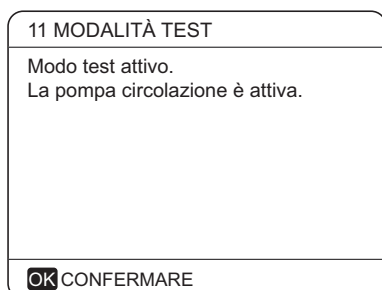 11 MODALITÀ TEST
Modo test attivo.
La pompa circolazione è attiva.
OK CONFERMARE